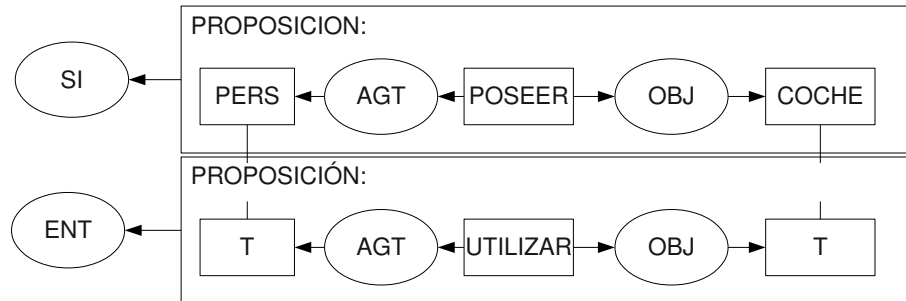 PROPOSICION:
SI
PERS AGT POSEER OBJ COCHE
PROPOSICIÓN:
ENT
T AGT UTILIZAR OBJ T